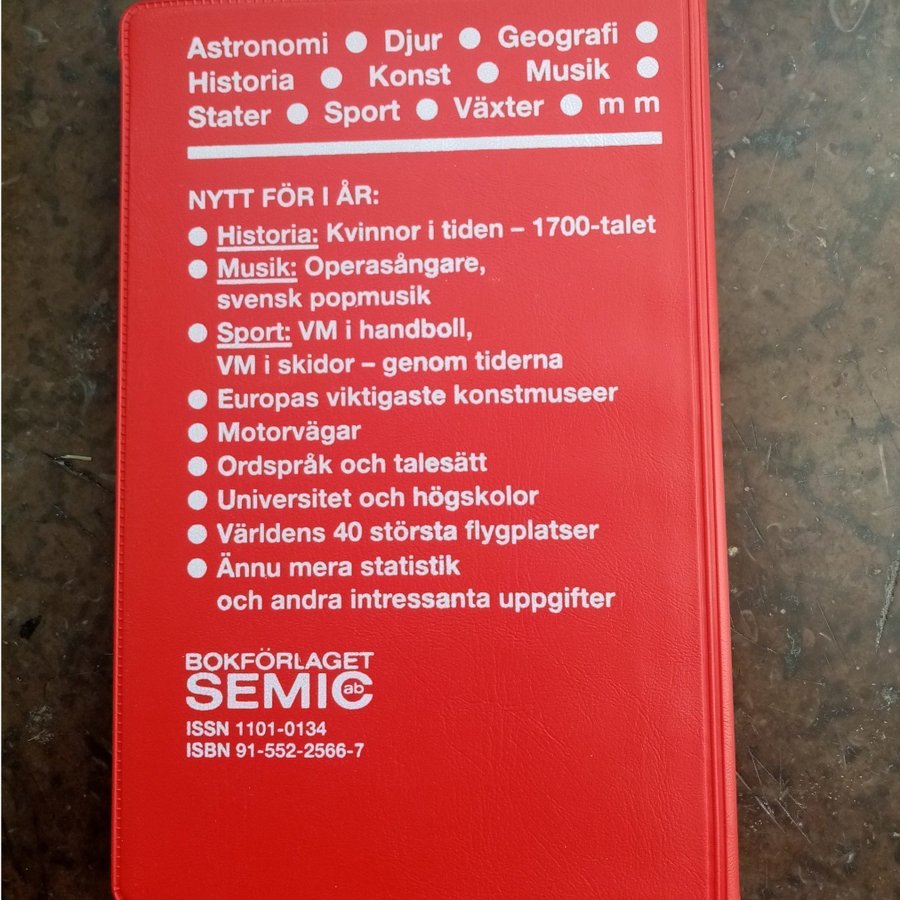 Astronomi ● Djur ● Geografi ●
Historia ● Konst ● Musik ●
Stater ● Sport ● Växter ● m m
NYTT FÖR I ÅR:
● Historia: Kvinnor i tiden – 1700-talet
● Musik: Operasångare,
svensk popmusik
● Sport: VM i handboll,
VM i skidor – genom tiderna
● Europas viktigaste konstmuseer
● Motorvägar
● Ordspråk och talesätt
● Universitet och högskolor
● Världens 40 största flygplatser
● Ännu mera statistik
och andra intressanta uppgifter
BOKFÖRLAGET
SEMIC ab
ISSN 1101-0134
ISBN 91-552-2566-7